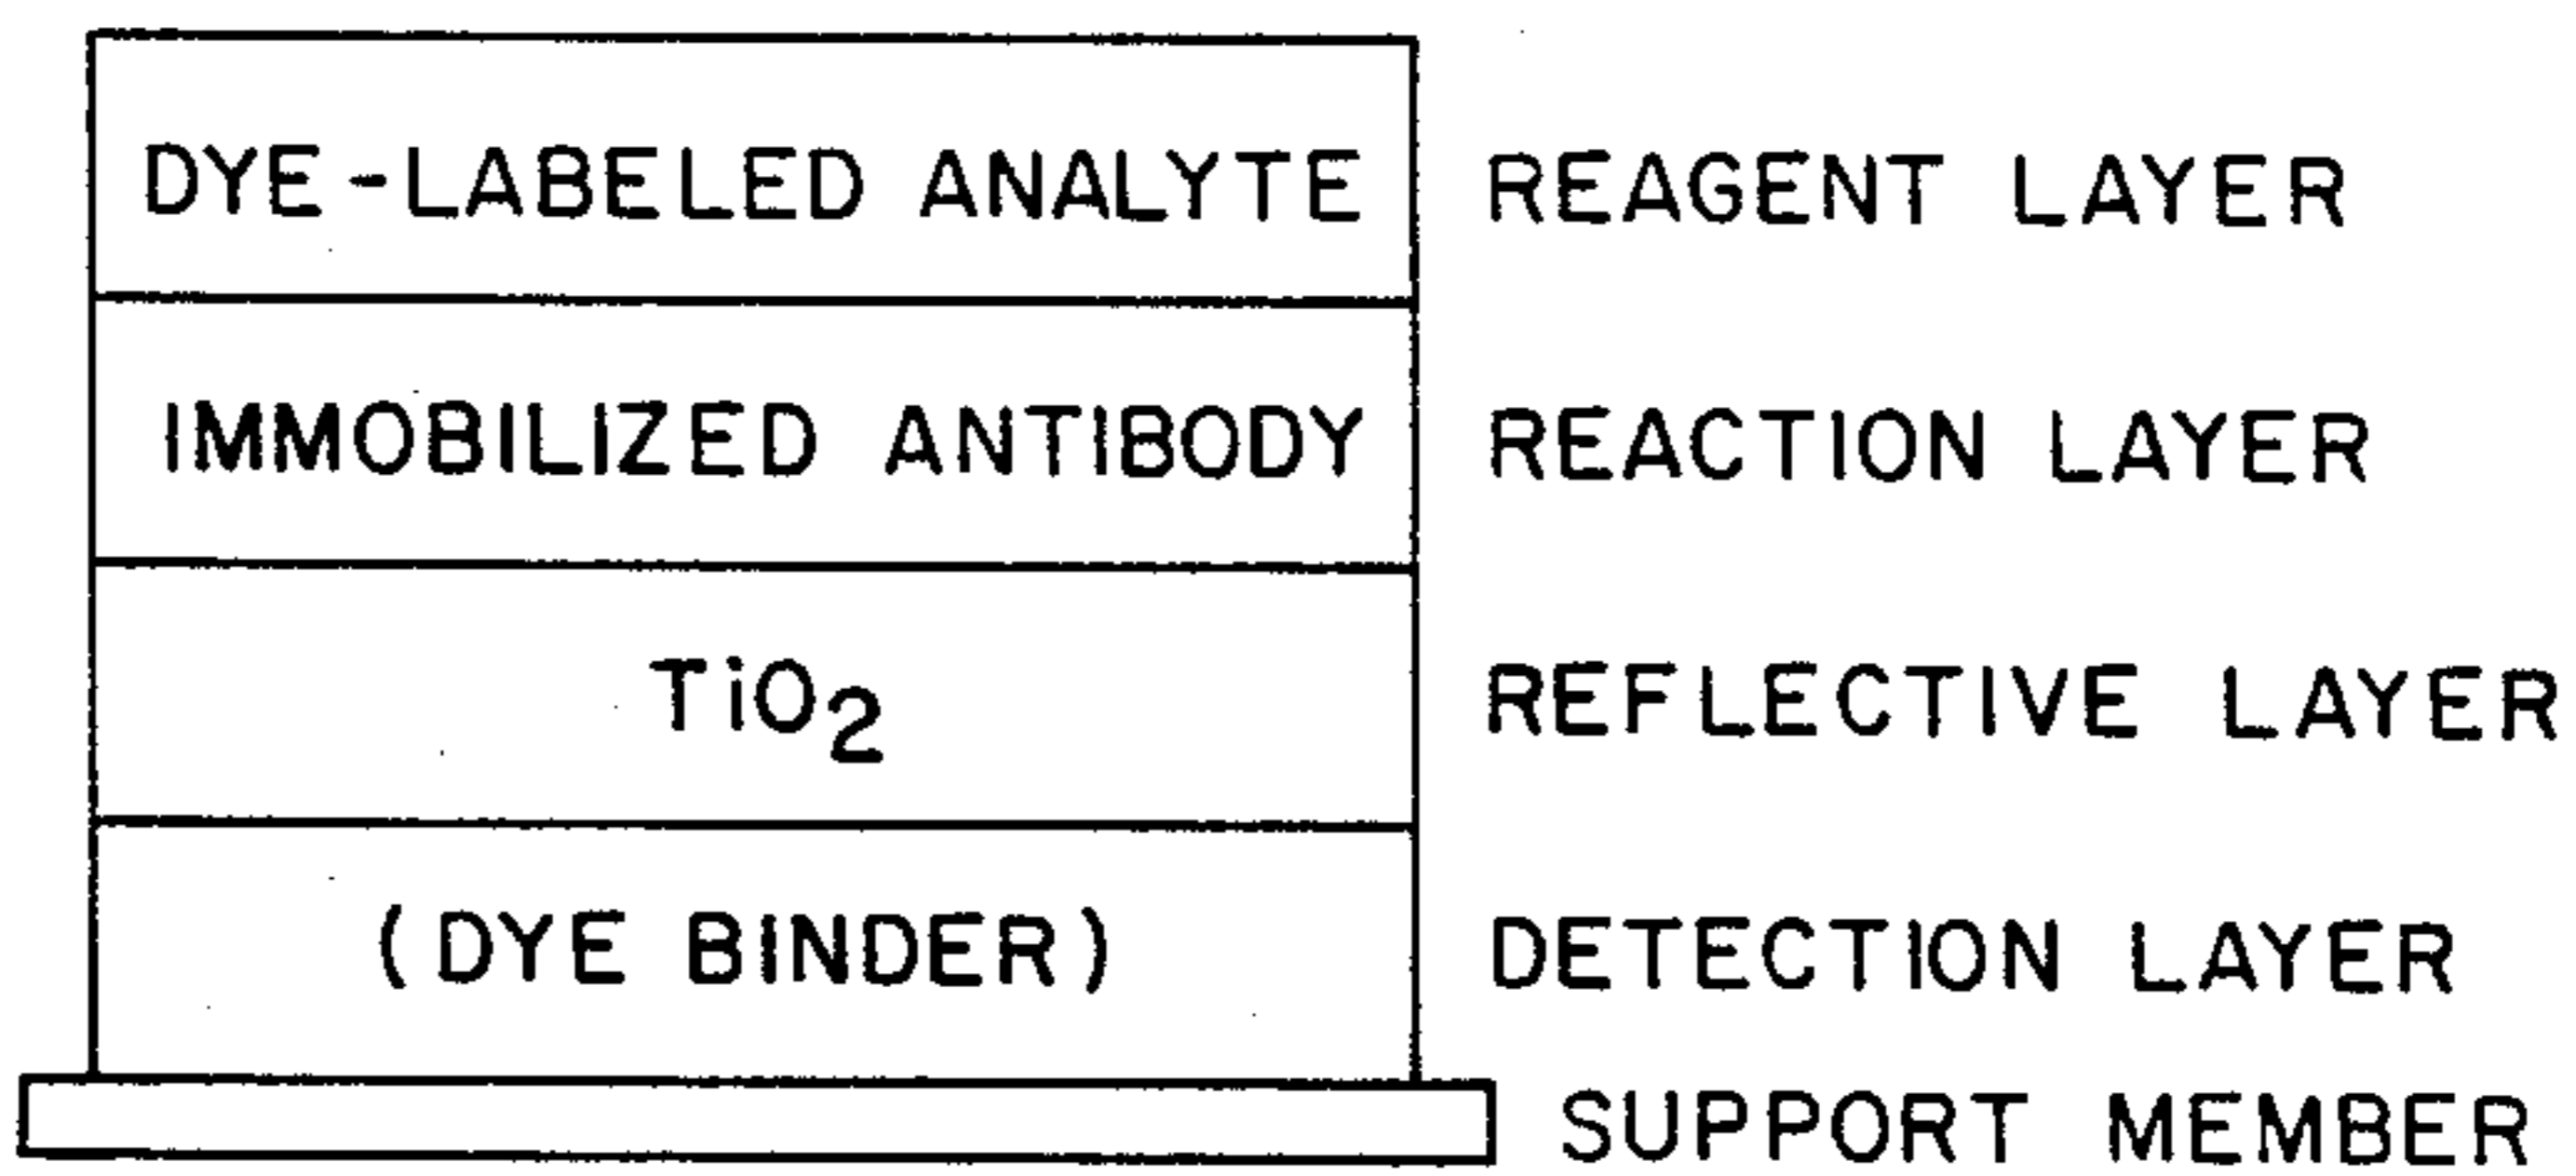 DYE-LABELED ANALYTE REAGENT LAYER
IMMOBILIZED ANTIBODY REACTION LAYER
TiO2 REFLECTIVE LAYER
(DYE BINDER) DETECTION LAYER
SUPPORT MEMBER